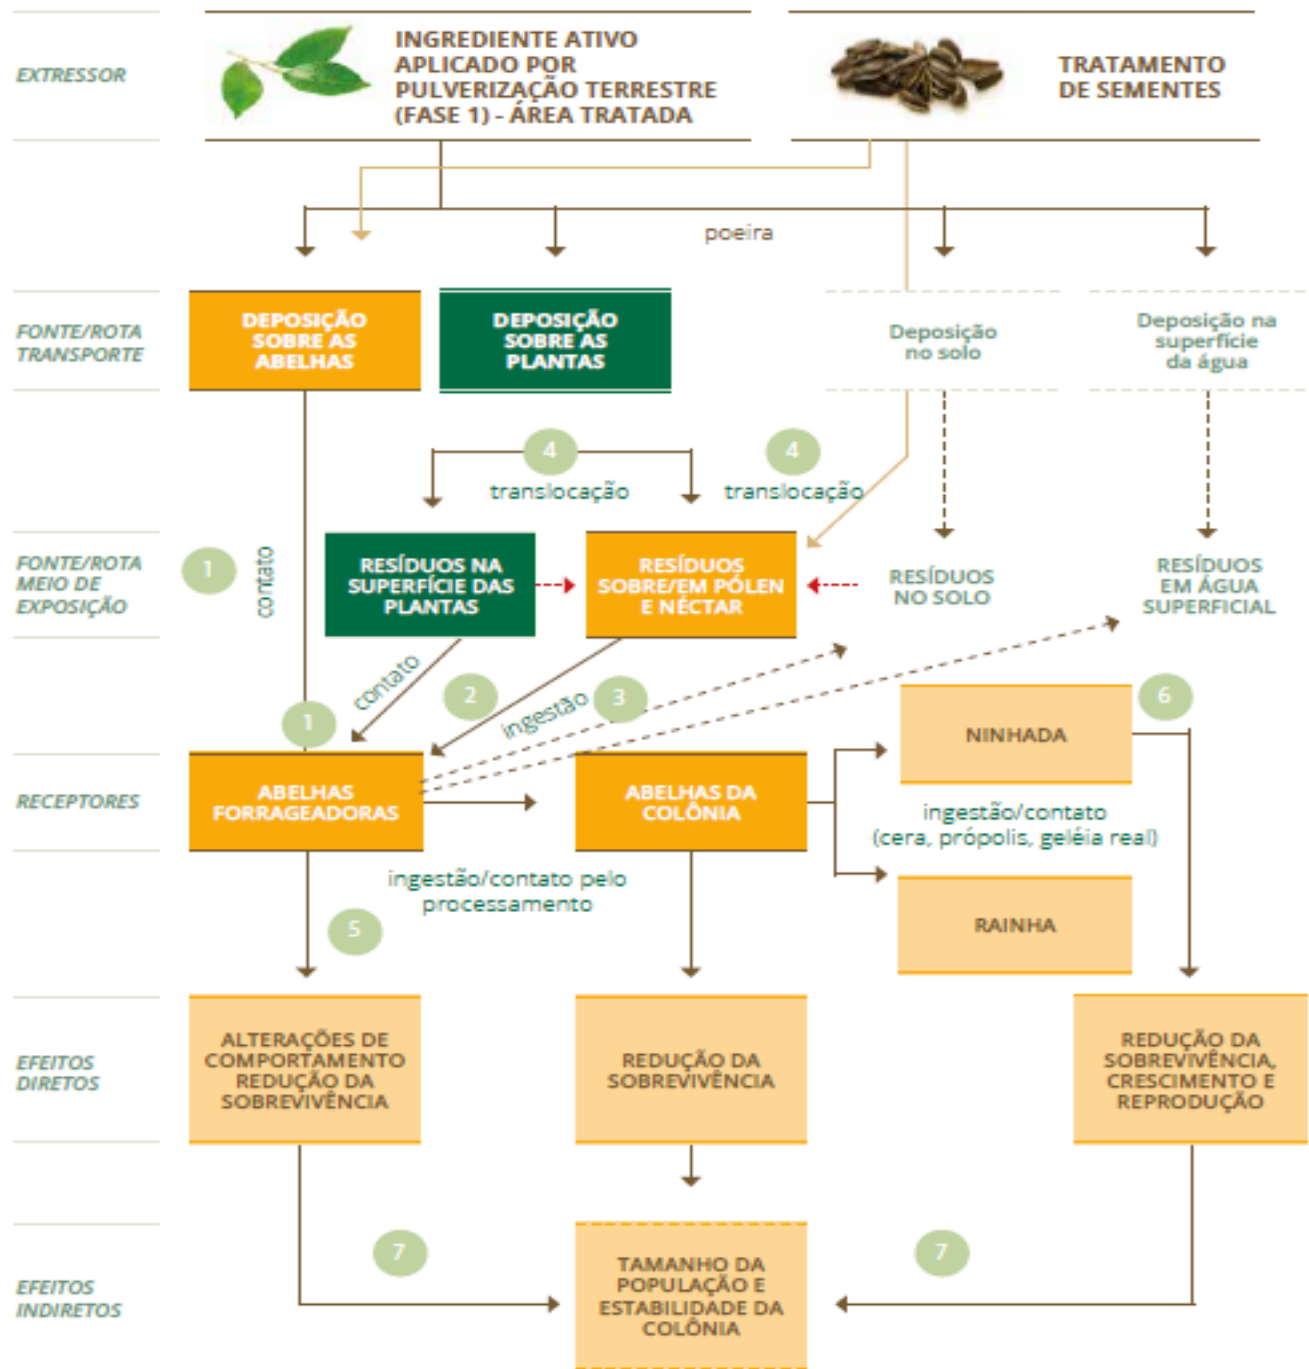 EXTRESSOR
INGREDIENTE ATIVO
APLICADO POR
PULVERIZAÇÃO TERRESTRE
(FASE 1) - ÁREA TRATADA
TRATAMENTO
DE SEMENTES
poeira
FONTE/ROTA
TRANSPORTE
DEPOSIÇÃO
SOBRE AS
ABELHAS
DEPOSIÇÃO
SOBRE AS
PLANTAS
Deposição
no solo
Deposição na
superfície
da água
4
translocação
4
translocação
FONTE/ROTA
MEIO DE
EXPOSIÇÃO
1
contato
RESÍDUOS NA
SUPERFÍCIE DAS
PLANTAS
RESÍDUOS
SOBRE/EM PÓLEN
E NÉCTAR
RESÍDUOS
NO SOLO
RESÍDUOS
EM ÁGUA
SUPERFICIAL
1
contato
2
ingestão
3
6
RECEPTORES
ABELHAS
FORRAGEADORAS
ABELHAS DA
COLÔNIA
NINHADA
ingestão/contato
(cera, própolis, geléia real)
RAINHA
ingestão/contato pelo
processamento
5
EFEITOS
DIRETOS
ALTERAÇÕES DE
COMPORTAMENTO
REDUÇÃO DA
SOBREVIVÊNCIA
REDUÇÃO DA
SOBREVIVÊNCIA
REDUÇÃO DA
SOBREVIVÊNCIA,
CRESCIMENTO E
REPRODUÇÃO
EFEITOS
INDIRETOS
7
TAMANHO DA
POPULAÇÃO E
ESTABILIDADE DA
COLÔNIA
7